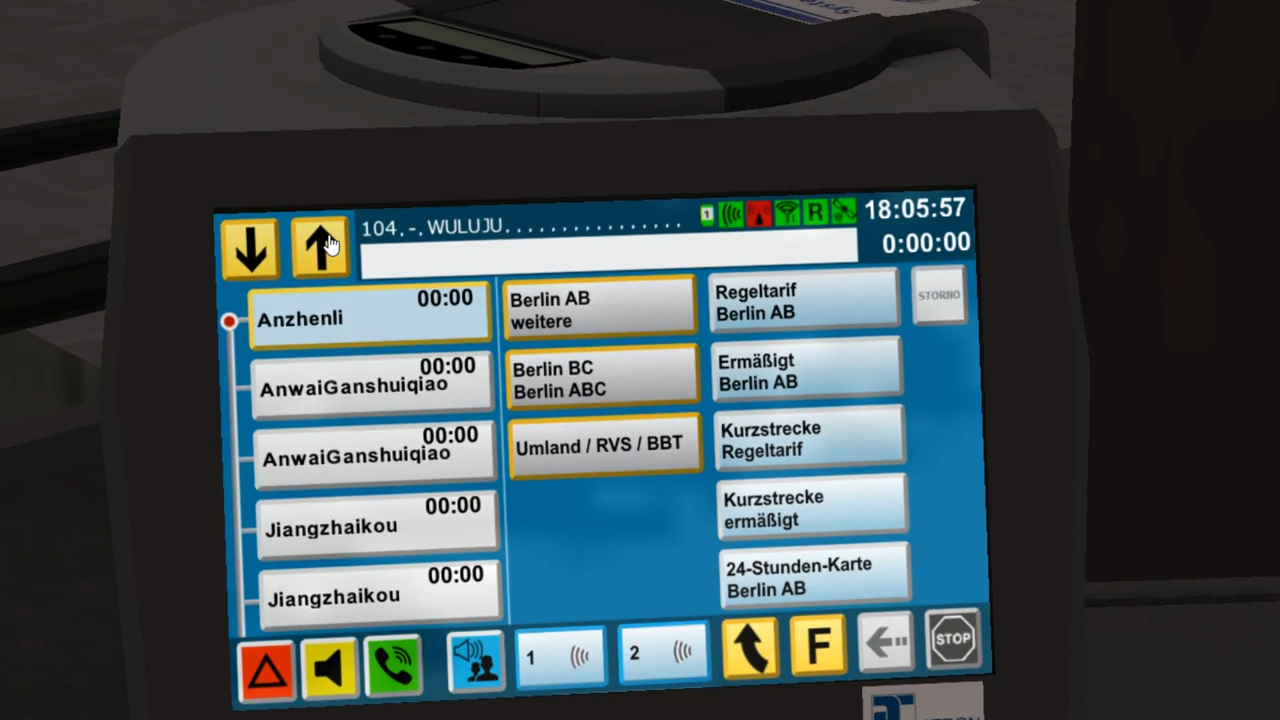 104.-. WULUJU................
1
R
18:05:57
0:00:00
00:00
Anzhenli
00:00
AnwaiGanshuiqiao
00:00
AnwaiGanshuiqiao
00:00
Jiangzhaikou
00:00
Jiangzhaikou
Berlin AB
weitere
Berlin BC
Berlin ABC
Umland / RVS / BBT
Regeltarif
Berlin AB
Ermäßigt
Berlin AB
Kurzstrecke
Regeltarif
Kurzstrecke
ermäßigt
24-Stunden-Karte
Berlin AB
STORNO
1
2
F
STOP